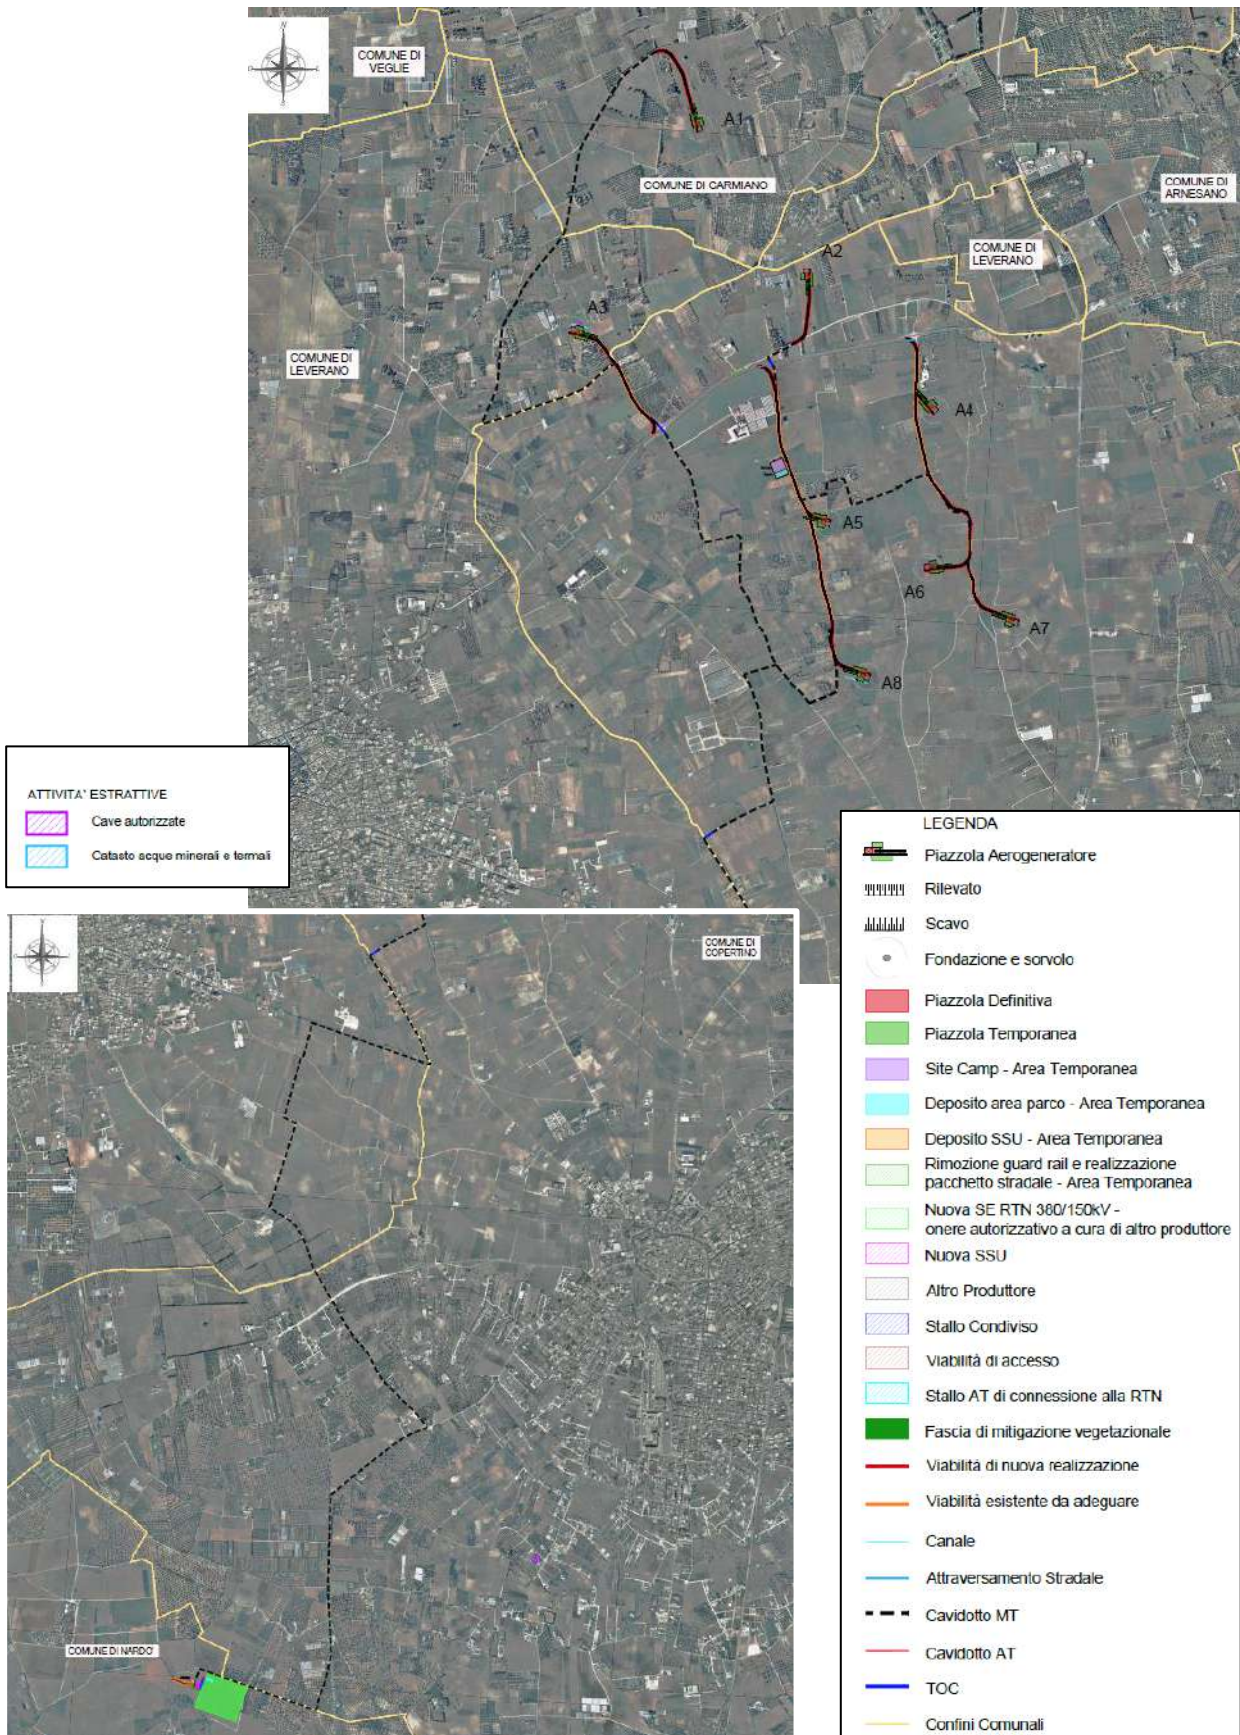 N
COMUNE DI
VEGLIE
A1
COMUNE DI CARMIANO
COMUNE DI
ARNESANO
A2
COMUNE DI
LEVERANO
A3
COMUNE DI
LEVERANO
A4
A5
A6
A7
A8
ATTIVITA' ESTRATTIVE
Cave autorizzate
Catasto acque minerali e termali
COMUNE DI
COPERTINO
COMUNE DI NARDO'
LEGENDA
Piazzola Aerogeneratore
Rilevato
Scavo
Fondazione e sorvolo
Piazzola Definitiva
Piazzola Temporanea
Site Camp - Area Temporanea
Deposito area parco - Area Temporanea
Deposito SSU - Area Temporanea
Rimozione guard rail e realizzazione
pacchetto stradale - Area Temporanea
Nuova SE RTN 380/150kV -
onere autorizzativo a cura di altro produttore
Nuova SSU
Altro Produttore
Stallo Condiviso
Viabilità di accesso
Stallo AT di connessione alla RTN
Fascia di mitigazione vegetazionale
Viabilità di nuova realizzazione
Viabilità esistente da adeguare
Canale
Attraversamento Stradale
Cavidotto MT
Cavidotto AT
TOC
Confini Comunali